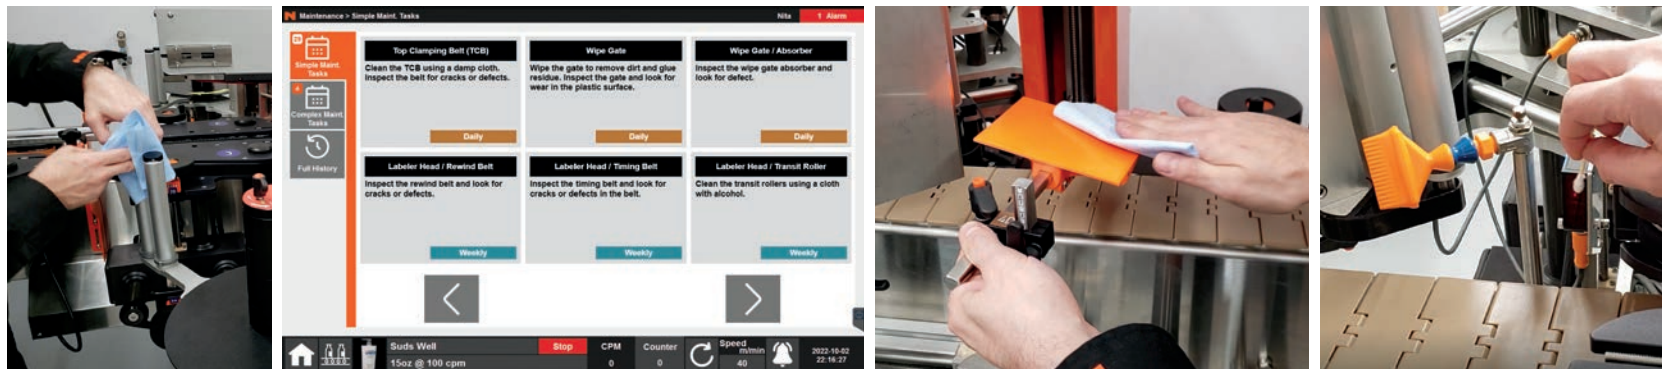 Maintenance > Simple Maint. Tasks
Nita
1 Alarm
Simple Maint.
Tasks
4
Complex Maint.
Tasks
Full History
Top Clamping Belt (TCB)
Clean the TCB using a damp cloth.
Inspect the belt for cracks or defects.
Daily
Wipe Gate
Wipe the gate to remove dirt and glue
residue. Inspect the gate and look for
wear in the plastic surface.
Daily
Wipe Gate / Absorber
Inspect the wipe gate absorber and
look for defect.
Daily
Labeler Head / Rewind Belt
Inspect the rewind belt and look for
cracks or defects.
Weekly
Labeler Head / Timing Belt
Inspect the timing belt and look for
cracks or defects in the belt.
Weekly
Labeler Head / Transit Roller
Clean the transit rollers using a cloth
with alcohol.
Weekly
Suds Well
Stop
15oz @ 100 cpm
CPM
0
Counter
0
Speed
m/min
40
2022-10-02
22:16:27